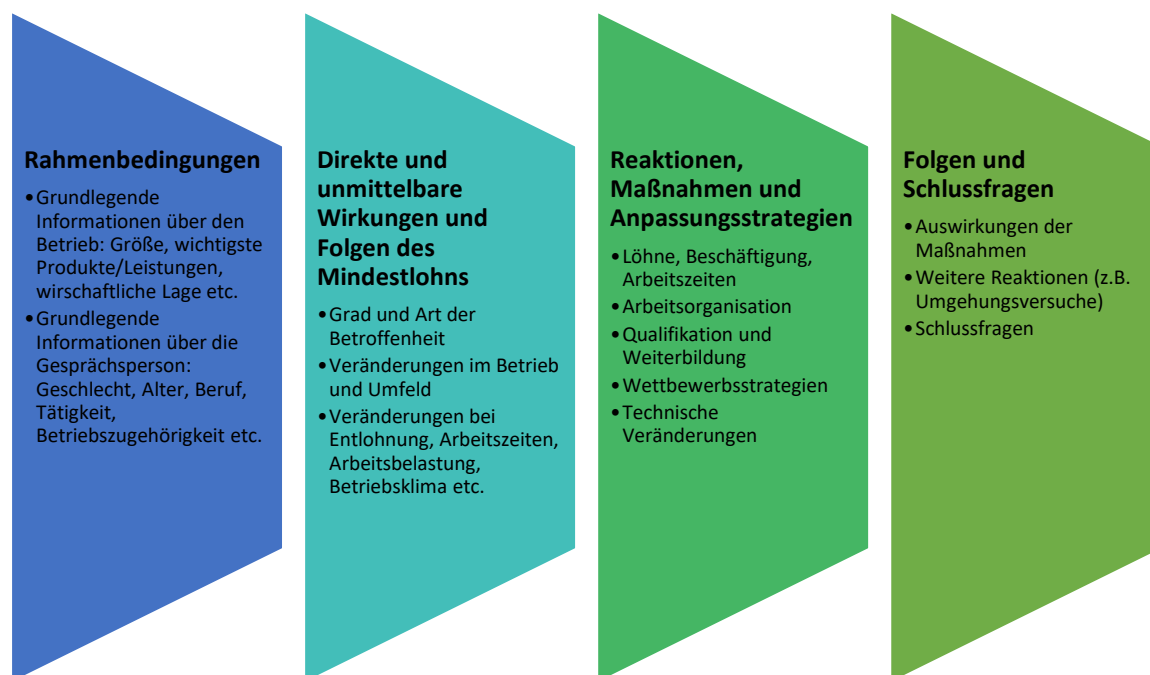 Rahmenbedingungen
•Grundlegende
Informationen über den
Betrieb: Größe, wichtigste
Produkte/Leistungen,
wirschaftliche Lage etc.
•Grundlegende
Informationen über die
Gesprächsperson:
Geschlecht, Alter, Beruf,
Tätigkeit,
Betriebszugehörigkeit etc.
Direkte und
unmittelbare
Wirkungen und
Folgen des
Mindestlohns
•Grad und Art der
Betroffenheit
•Veränderungen im Betrieb
und Umfeld
•Veränderungen bei
Entlohnung, Arbeitszeiten,
Arbeitsbelastung,
Betriebsklima etc.
Reaktionen,
Maßnahmen und
Anpassungsstrategien
•Löhne, Beschäftigung,
Arbeitszeiten
•Arbeitsorganisation
•Qualifikation und
Weiterbildung
•Wettbewerbsstrategien
•Technische
Veränderungen
Folgen und
Schlussfragen
•Auswirkungen der
Maßnahmen
•Weitere Reaktionen (z.B.
Umgehungsversuche)
•Schlussfragen